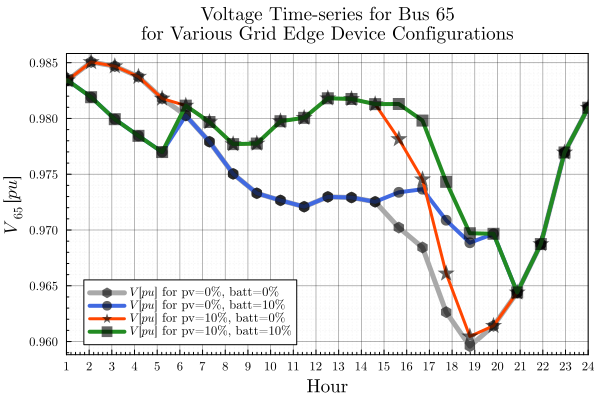 Voltage Time-series for Bus 65
for Various Grid Edge Device Configurations
0.985
0.980
0.975
0.970
0.965
0.960
V65 [pu]
V[pu] for pv=0%, batt=0%
V[pu] for pv=0%, batt=10%
V[pu] for pv=10%, batt=0%
V[pu] for pv=10%, batt=10%
1 2 3 4 5 6 7 8 9 10 11 12 13 14 15 16 17 18 19 20 21 22 23 24
Hour